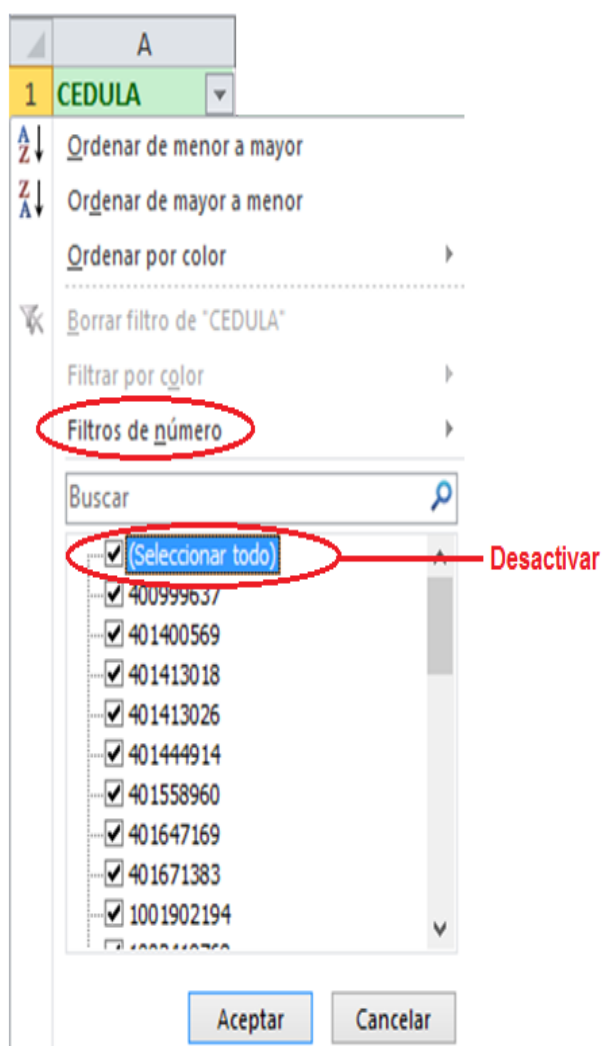 A
1 CEDULA
Ordenar de menor a mayor
Ordenar de mayor a menor
Ordenar por color
Borrar filtro de "CEDULA"
Filtrar por color
Filtros de número
Buscar
(Seleccionar todo)
Desactivar
400999637
401400569
401413018
401413026
401444914
401558960
401647169
401671383
1001902194
Aceptar Cancelar